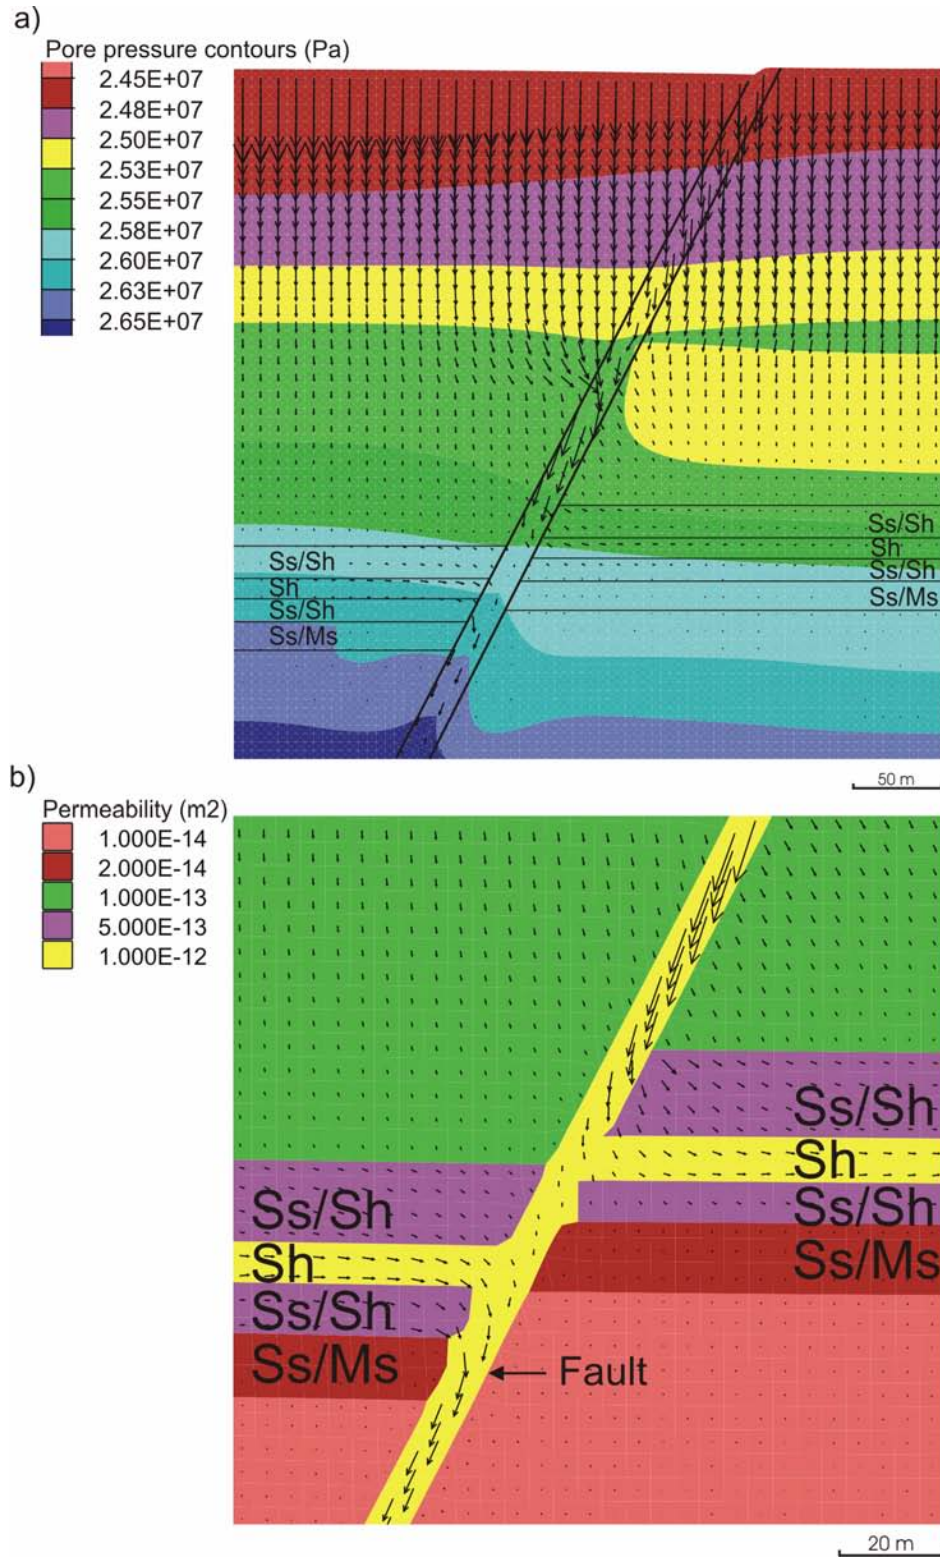 a)
Pore pressure contours (Pa)
2.45E+07
2.48E+07
2.50E+07
2.53E+07
2.55E+07
2.58E+07
2.60E+07
2.63E+07
2.65E+07
Ss/Sh
Sh
Ss/Sh
Ss/Ms
Ss/Sh
Sh
Ss/Sh
Ss/Ms
50 m
b)
Permeability (m2)
1.000E-14
2.000E-14
1.000E-13
5.000E-13
1.000E-12
Ss/Sh
Sh
Ss/Sh
Ss/Ms
Ss/Sh
Sh
Ss/Sh
Ss/Ms
Fault
20 m